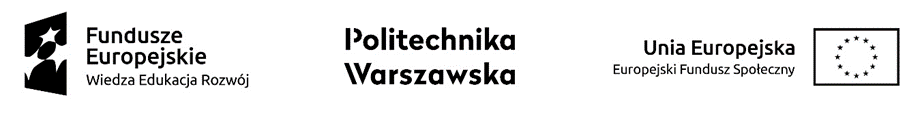 Fundusze
Europejskie
Wiedza Edukacja Rozwój
Politechnika
Warszawska
Unia Europejska
Europejski Fundusz Społeczny